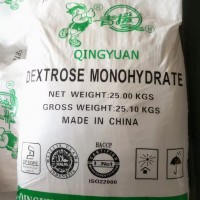 QINGYUAN
DEXTROSE MONOHYDRATE
NET WEIGHT:25.00 KGS
GROSS WEIGHT:25.10 KGS
MADE IN CHINA
HACCP
ISO22000